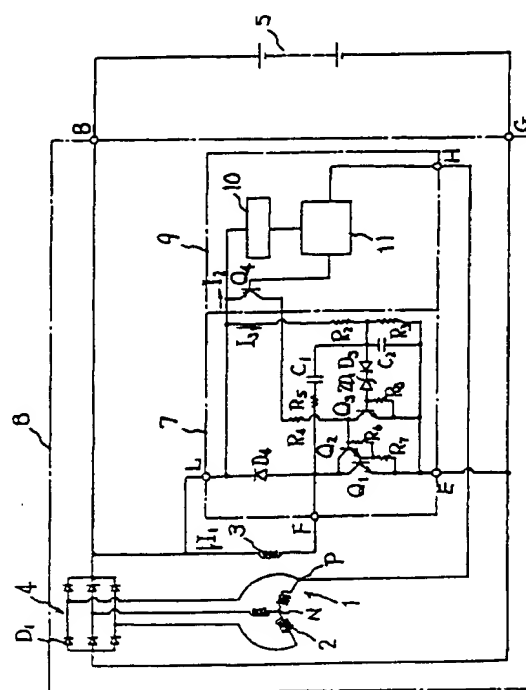 8
B
G
5
4
D₁
7
9
10
11
H
L
I₁
I₂
I₃
Q₄
D₄
F
3
R₄
R₅
C₁
R₂
R₃
C₂
D₃
ZD₁
Q₃
R₈
Q₂
R₆
R₇
Q₁
E
P
N
1
2